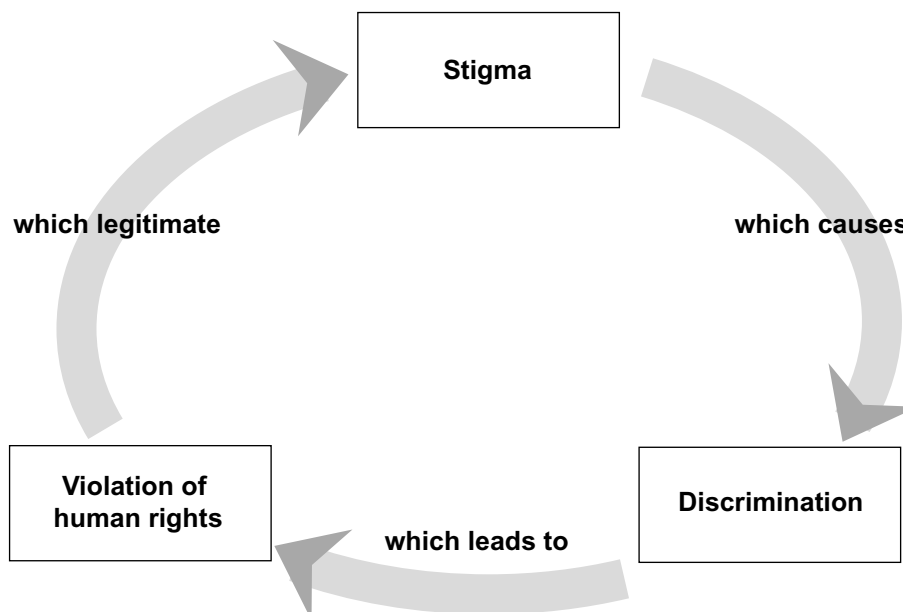 Stigma
which legitimate
which causes
Violation of
human rights
Discrimination
which leads to